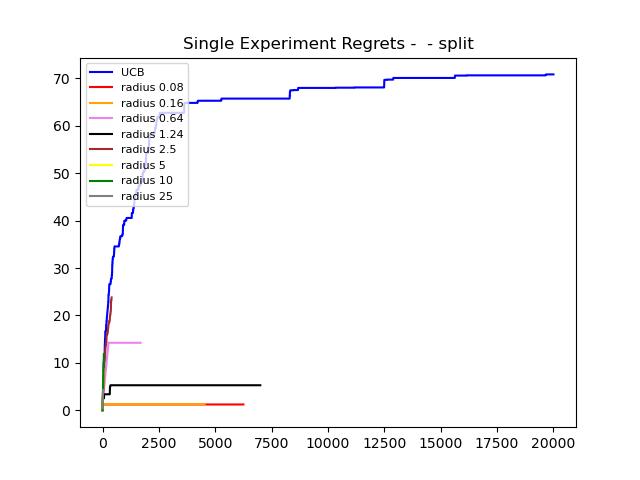 Single Experiment Regrets -  - split
70
60
50
40
30
20
10
0
UCB
radius 0.08
radius 0.16
radius 0.64
radius 1.24
radius 2.5
radius 5
radius 10
radius 25
0 2500 5000 7500 10000 12500 15000 17500 20000